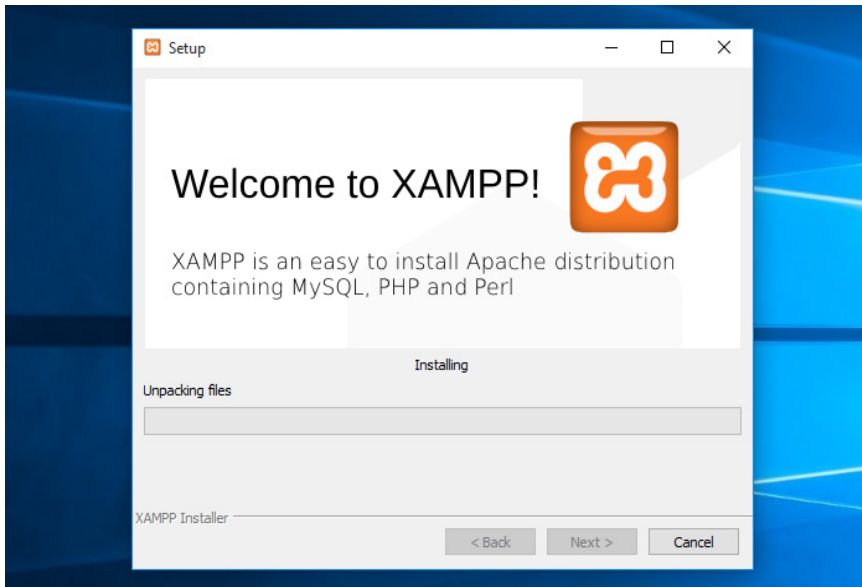 Setup
Welcome to XAMPP!
XAMPP is an easy to install Apache distribution
containing MySQL, PHP and Perl
Installing
Unpacking files
XAMPP Installer
< Back
Next >
Cancel